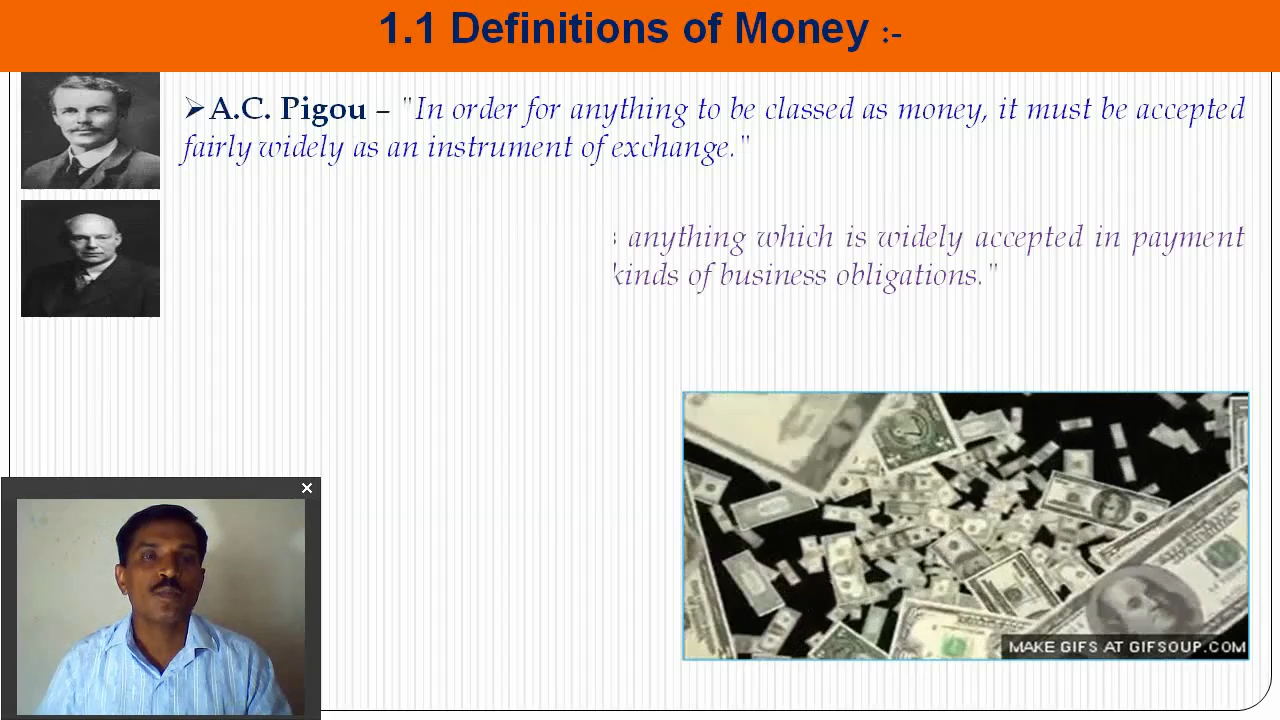 1.1 Definitions of Money :-
➢A.C. Pigou – "In order for anything to be classed as money, it must be accepted
fairly widely as an instrument of exchange."
anything which is widely accepted in payment
kinds of business obligations."
MAKE GIFS AT GIFSOUP.COM